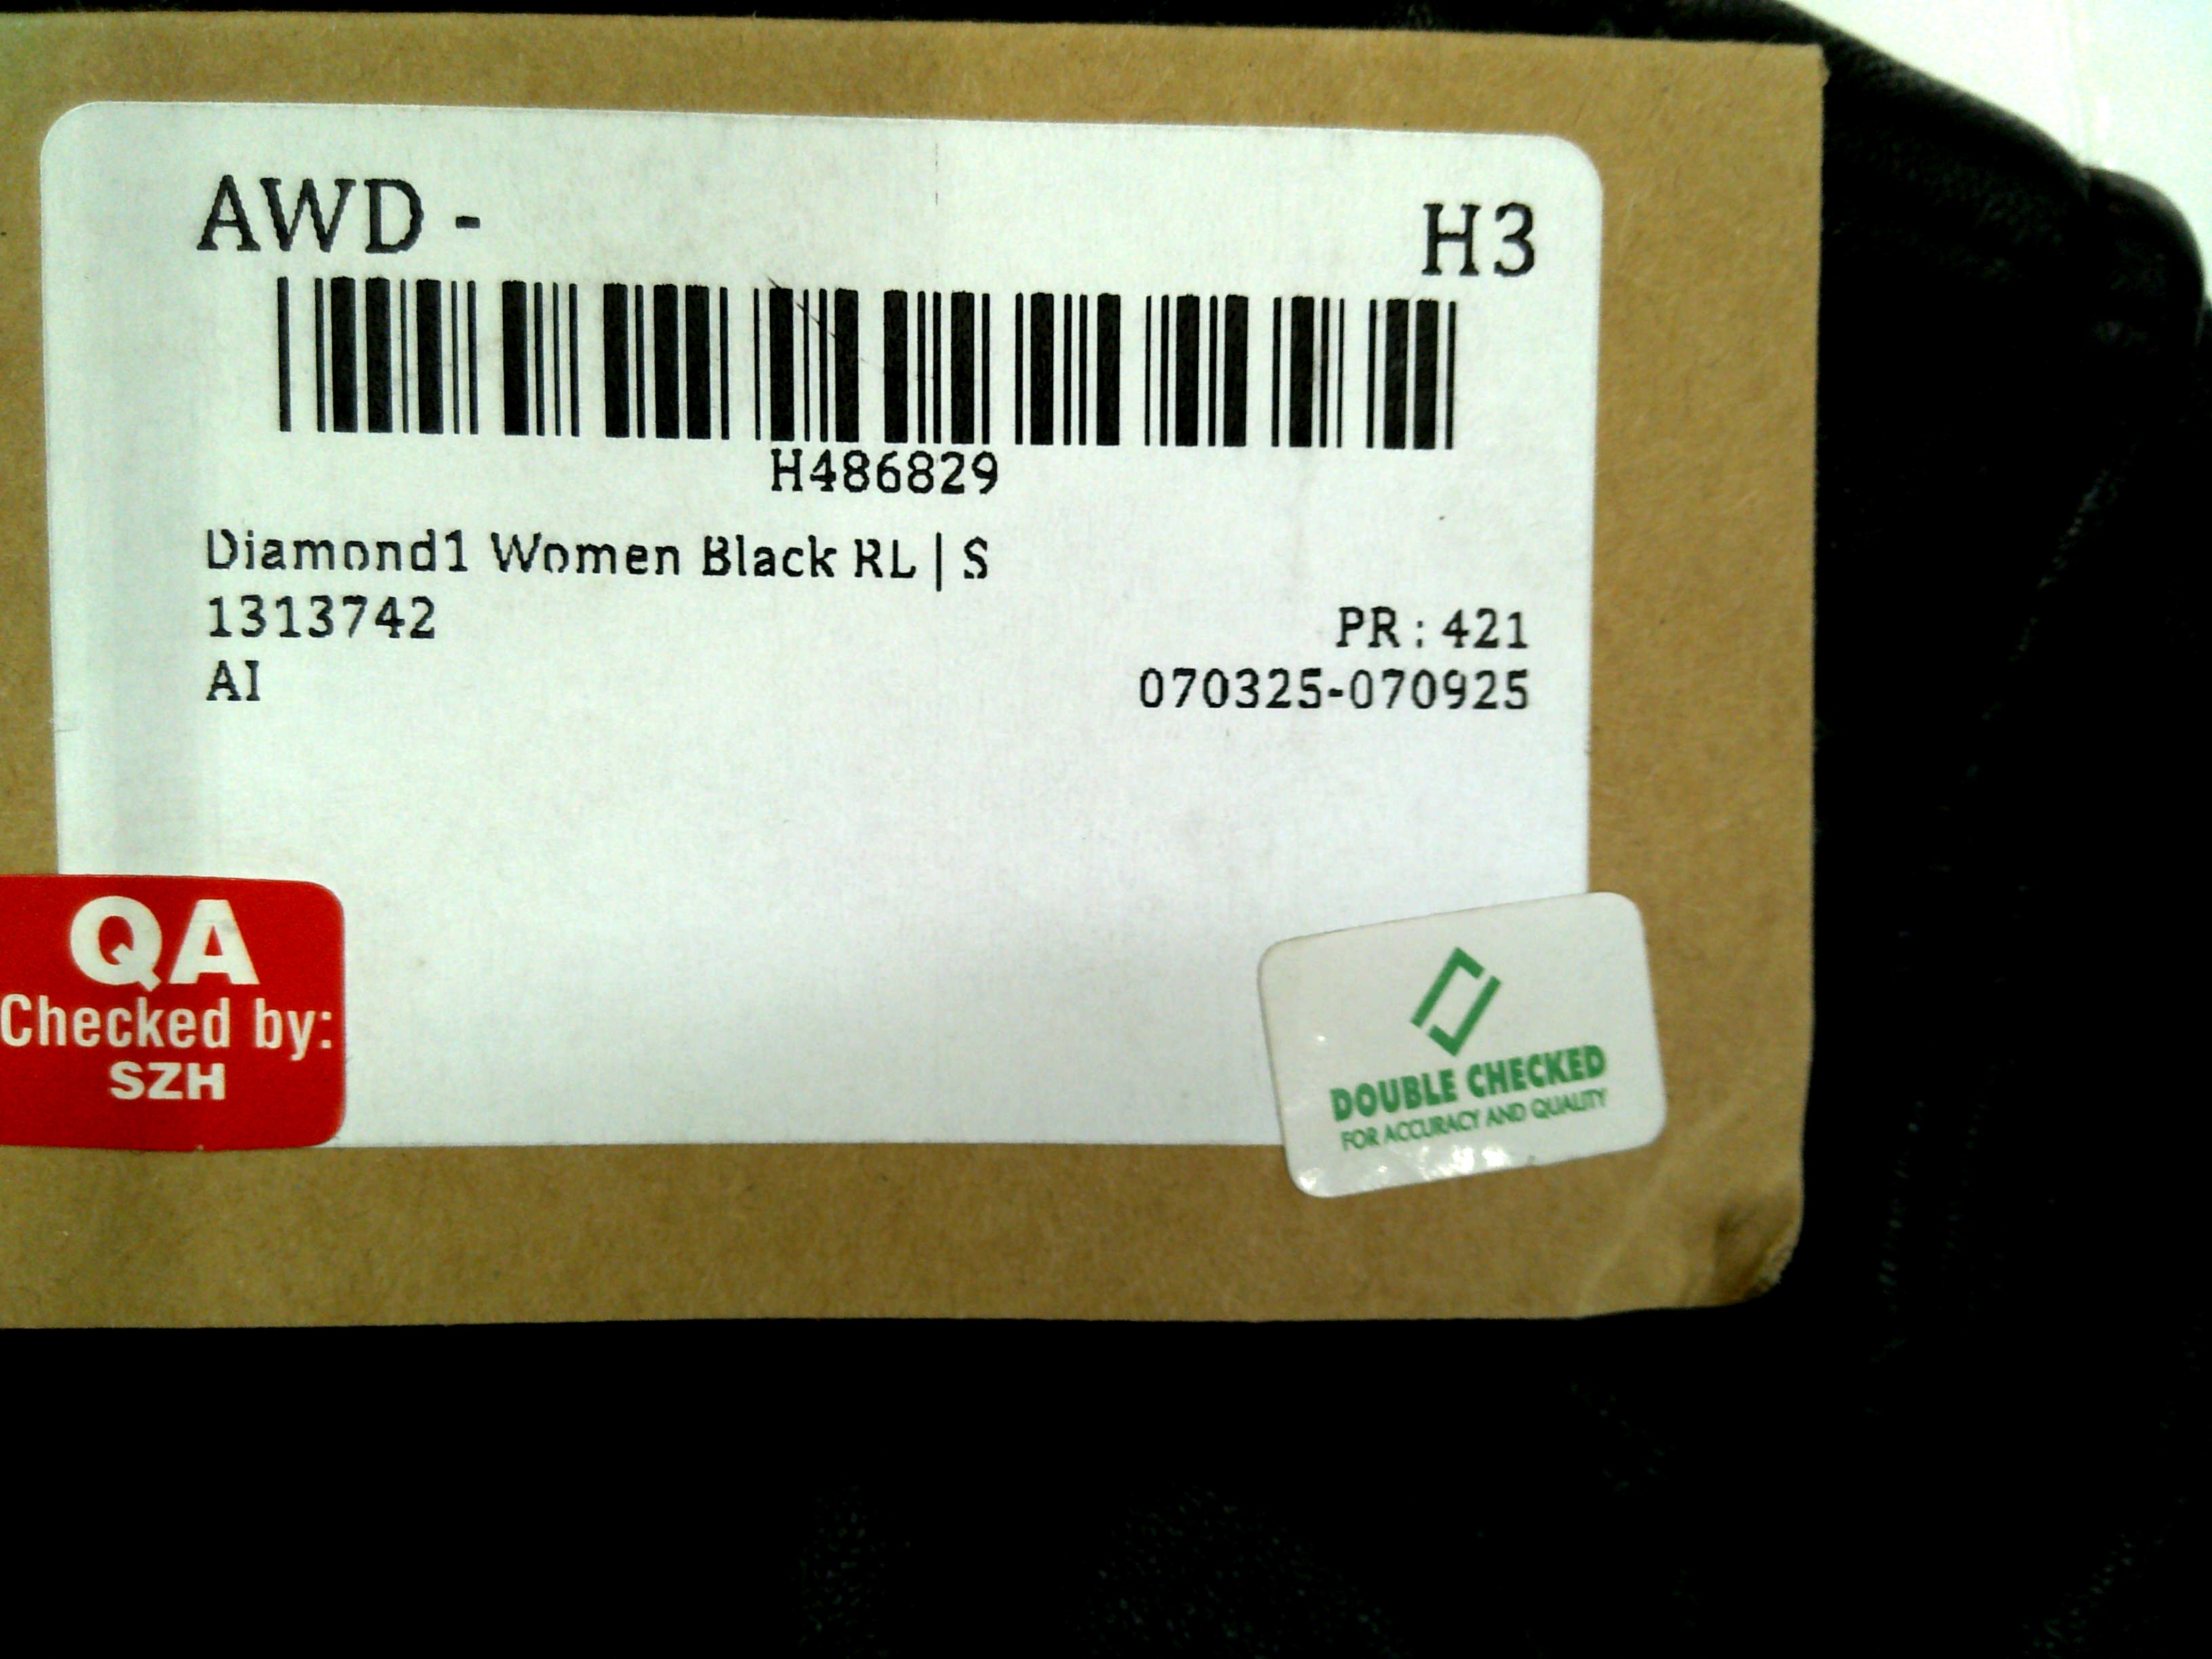 AWD - H3
H486829
Diamond1 Women Black RL | S
1313742 PR : 421
AI 070325-070925
QA
Checked by:
SZH
DOUBLE CHECKED
FOR ACCURACY AND QUALITY